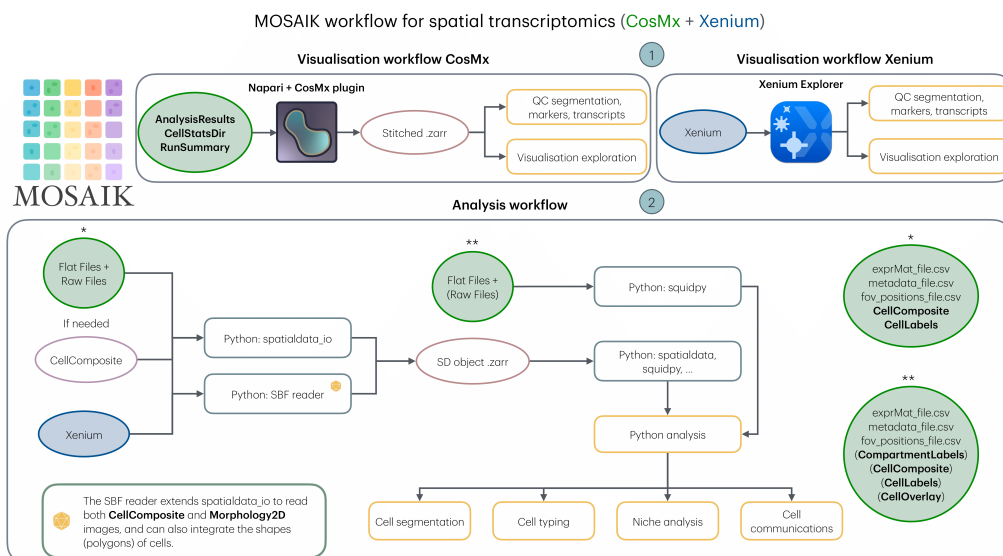 MOSAIK workflow for spatial transcriptomics (CosMx + Xenium)
Visualisation workflow CosMx
1
Visualisation workflow Xenium
Napari + CosMx plugin
AnalysisResults
CellStatsDir
RunSummary
Stitched .zarr
QC segmentation,
markers, transcripts
Visualisation exploration
Xenium Explorer
Xenium
QC segmentation,
markers, transcripts
Visualisation exploration
MOSAIK
Analysis workflow
2
*
Flat Files +
Raw Files
If needed
CellComposite
Xenium
Python: spatialdata_io
Python: SBF reader
**
Flat Files +
(Raw Files)
SD object .zarr
Python: squidpy
Python: spatialdata,
squidpy, ...
Python analysis
Cell segmentation
Cell typing
Niche analysis
Cell
communications
*
exprMat_file.csv
metadata_file.csv
fov_positions_file.csv
CellComposite
CellLabels
**
exprMat_file.csv
metadata_file.csv
fov_positions_file.csv
(CompartmentLabels)
(CellComposite)
(CellLabels)
(CellOverlay)
The SBF reader extends spatialdata_io to read
both CellComposite and Morphology2D
images, and can also integrate the shapes
(polygons) of cells.